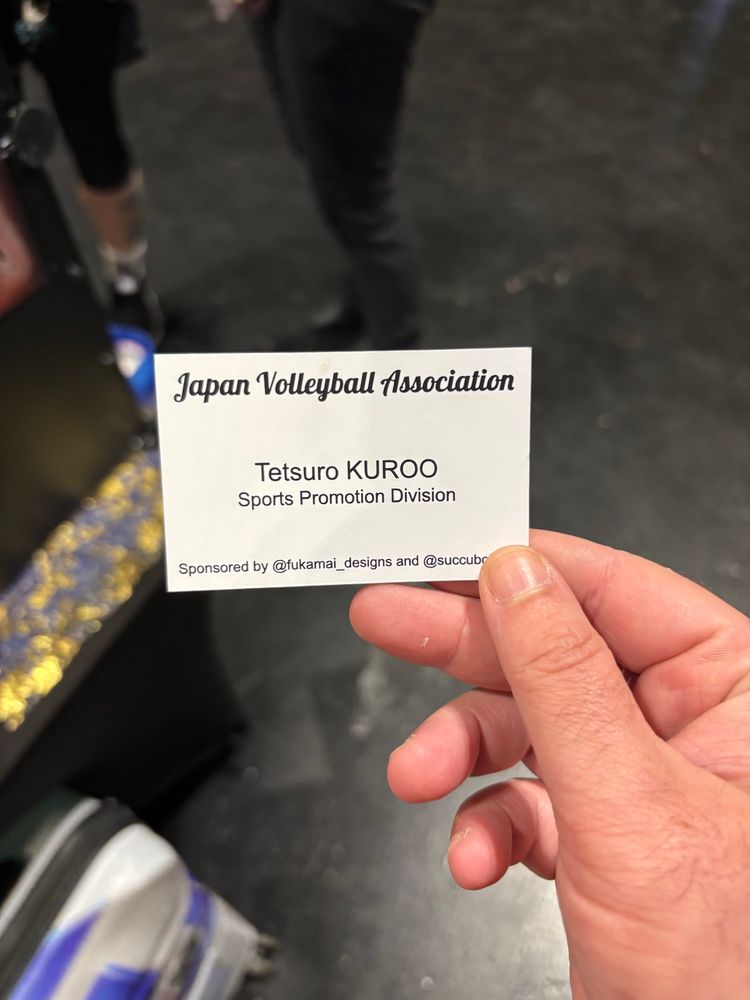 Japan Volleyball Association
Tetsuro KUROO
Sports Promotion Division
Sponsored by @fukamai_designs and